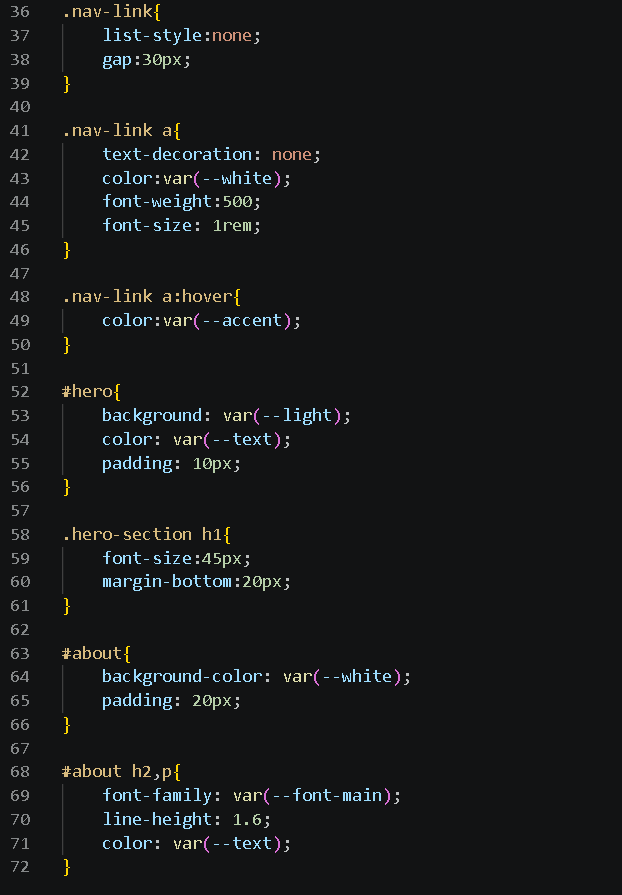 36 .nav-link{
37     list-style:none;
38     gap:30px;
39 }
40
41 .nav-link a{
42     text-decoration: none;
43     color:var(--white);
44     font-weight:500;
45     font-size: 1rem;
46 }
47
48 .nav-link a:hover{
49     color:var(--accent);
50 }
51
52 #hero{
53     background: var(--light);
54     color: var(--text);
55     padding: 10px;
56 }
57
58 .hero-section h1{
59     font-size:45px;
60     margin-bottom:20px;
61 }
62
63 #about{
64     background-color: var(--white);
65     padding: 20px;
66 }
67
68 #about h2,p{
69     font-family: var(--font-main);
70     line-height: 1.6;
71     color: var(--text);
72 }